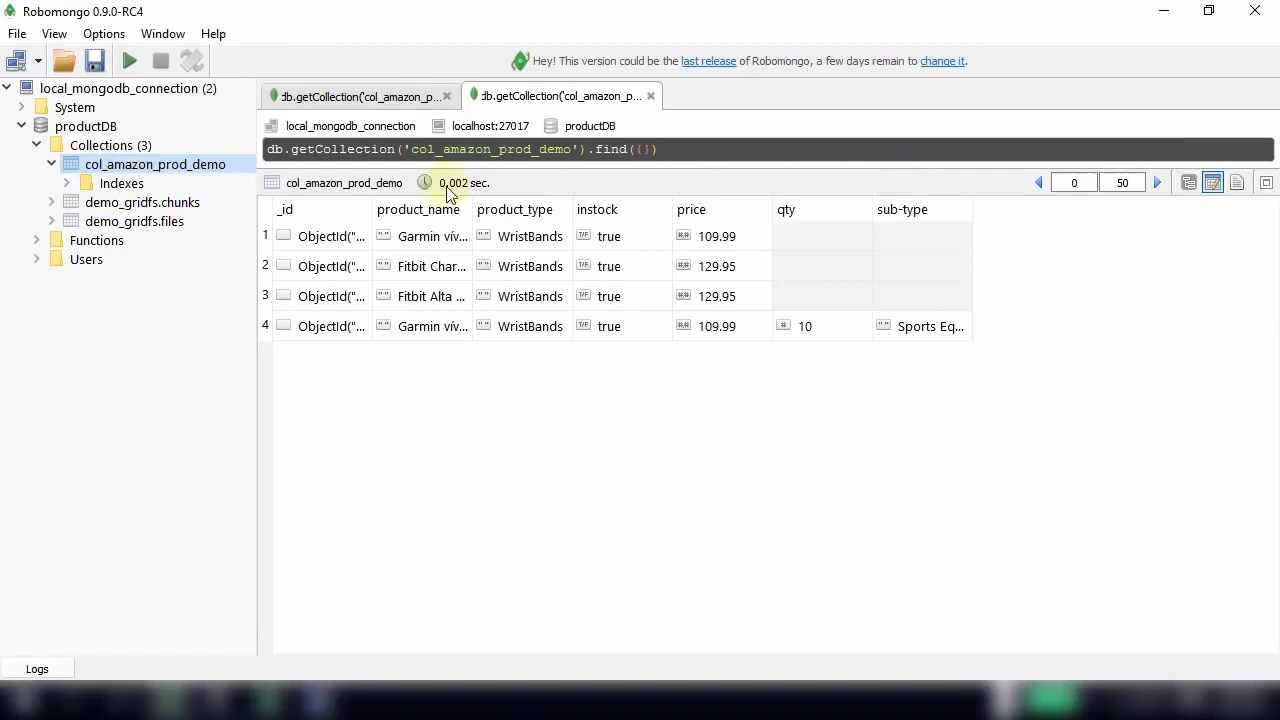 Robomongo 0.9.0-RC4
File View Options Window Help
Hey! This version could be the last release of Robomongo, a few days remain to change it.
local_mongodb_connection (2)
System
productDB
Collections (3)
col_amazon_prod_demo
Indexes
demo_gridfs.chunks
demo_gridfs.files
Functions
Users
db.getCollection('col_amazon_p... db.getCollection('col_amazon_p...
local_mongodb_connection localhost:27017 productDB
db.getCollection('col_amazon_prod_demo').find({})
col_amazon_prod_demo 0.002 sec. 0 50
_id product_name product_type instock price qty sub-type
1 ObjectId("... " " Garmin vív... " " WristBands T/F true #.# 109.99
2 ObjectId("... " " Fitbit Char... " " WristBands T/F true #.# 129.95
3 ObjectId("... " " Fitbit Alta ... " " WristBands T/F true #.# 129.95
4 ObjectId("... " " Garmin vív... " " WristBands T/F true #.# 109.99 # 10 " " Sports Eq...
Logs